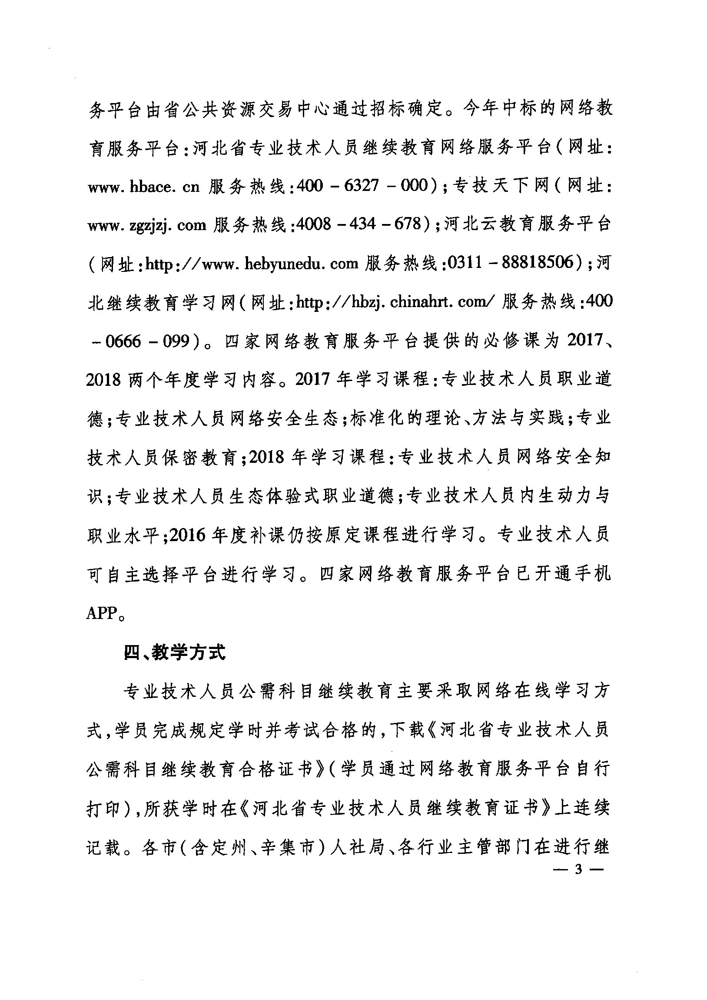 务平台由省公共资源交易中心通过招标确定。今年中标的网络教
育服务平台:河北省专业技术人员继续教育网络服务平台(网址:
www. hbace. cn 服务热线:400 – 6327 – 000);专技天下网(网址:
www. zgzjzj. com 服务热线:4008 – 434 – 678);河北云教育服务平台
(网址:http://www. hebyunedu. com 服务热线:0311 – 88818506);河
北继续教育学习网(网址:http://hbzj. chinahrt. com/ 服务热线:400
– 0666 – 099)。四家网络教育服务平台提供的必修课为 2017、
2018 两个年度学习内容。2017 年学习课程:专业技术人员职业道
德;专业技术人员网络安全生态;标准化的理论、方法与实践;专业
技术人员保密教育;2018 年学习课程:专业技术人员网络安全知
识;专业技术人员生态体验式职业道德;专业技术人员内生动力与
职业水平;2016 年度补课仍按原定课程进行学习。专业技术人员
可自主选择平台进行学习。四家网络教育服务平台已开通手机
APP。
四、教学方式
专业技术人员公需科目继续教育主要采取网络在线学习方
式,学员完成规定学时并考试合格的,下载《河北省专业技术人员
公需科目继续教育合格证书》(学员通过网络教育服务平台自行
打印),所获学时在《河北省专业技术人员继续教育证书》上连续
记载。各市(含定州、辛集市)人社局、各行业主管部门在进行继
— 3 —